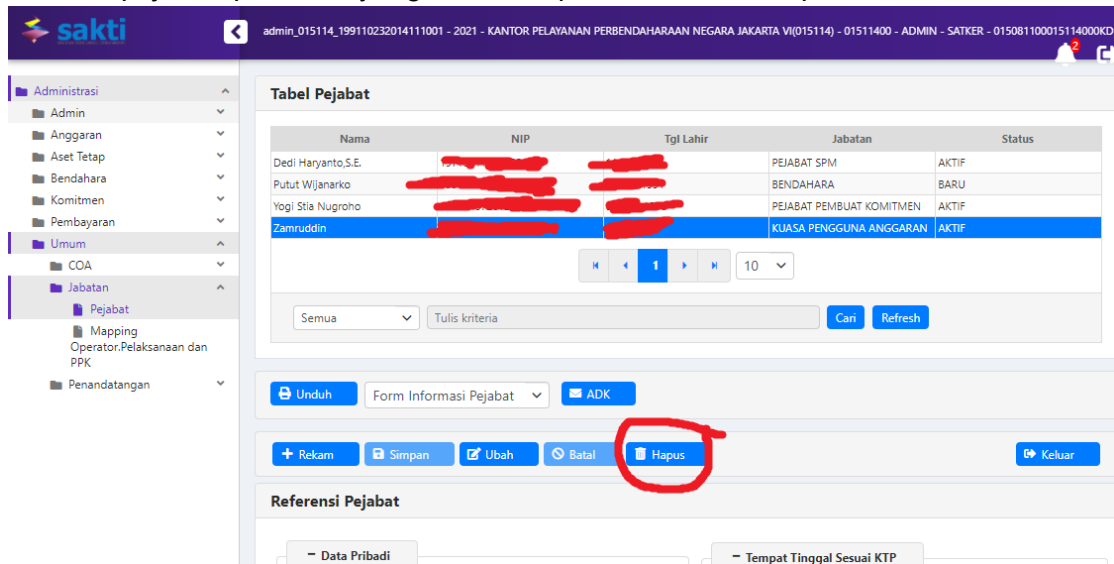 sakti
admin_015114_199110232014111001 - 2021 - KANTOR PELAYANAN PERBENDAHARAAN NEGARA JAKARTA VI(015114) - 01511400 - ADMIN - SATKER - 015081100015114000KD
2
Administrasi
Admin
Anggaran
Aset Tetap
Bendahara
Komitmen
Pembayaran
Umum
COA
Jabatan
Pejabat
Mapping
Operator.Pelaksanaan dan
PPK
Penandatangan
Tabel Pejabat
Nama NIP Tgl Lahir Jabatan Status
Dedi Haryanto,S.E. PEJABAT SPM AKTIF
Putut Wijanarko BENDAHARA BARU
Yogi Stia Nugroho PEJABAT PEMBUAT KOMITMEN AKTIF
Zamruddin KUASA PENGGUNA ANGGARAN AKTIF
1 10
Semua Tulis kriteria Cari Refresh
Unduh Form Informasi Pejabat ADK
+ Rekam Simpan Ubah Batal Hapus Keluar
Referensi Pejabat
− Data Pribadi − Tempat Tinggal Sesuai KTP